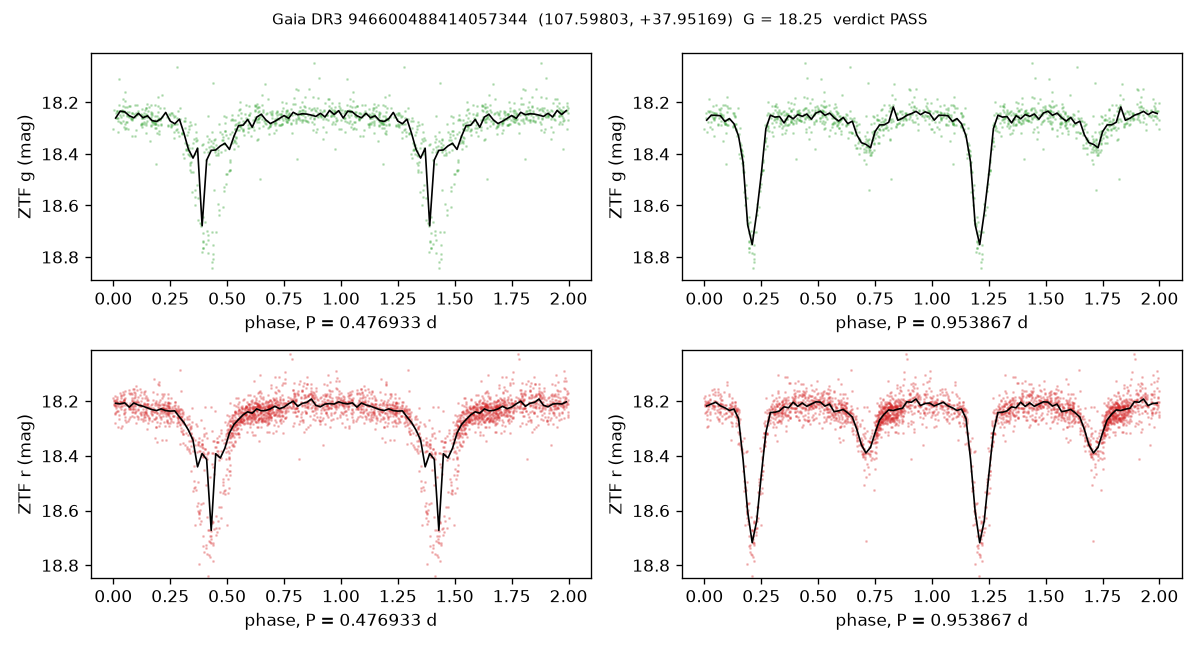 Gaia DR3 946600488414057344 (107.59803, +37.95169) G = 18.25 verdict PASS
ZTF g (mag)
18.2
18.4
18.6
18.8
0.00 0.25 0.50 0.75 1.00 1.25 1.50 1.75 2.00
phase, P = 0.476933 d
ZTF g (mag)
18.2
18.4
18.6
18.8
0.00 0.25 0.50 0.75 1.00 1.25 1.50 1.75 2.00
phase, P = 0.953867 d
ZTF r (mag)
18.2
18.4
18.6
18.8
0.00 0.25 0.50 0.75 1.00 1.25 1.50 1.75 2.00
phase, P = 0.476933 d
ZTF r (mag)
18.2
18.4
18.6
18.8
0.00 0.25 0.50 0.75 1.00 1.25 1.50 1.75 2.00
phase, P = 0.953867 d